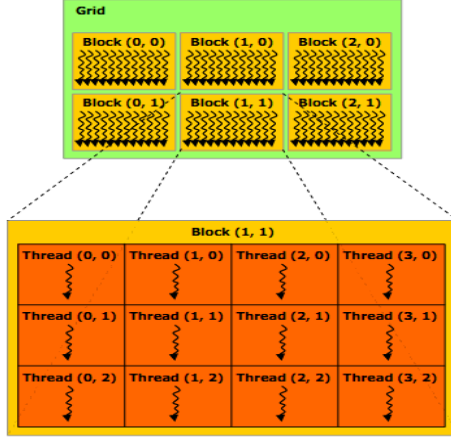 Grid
Block (0, 0) Block (1, 0) Block (2, 0)
Block (0, 1) Block (1, 1) Block (2, 1)
Block (1, 1)
Thread (0, 0) Thread (1, 0) Thread (2, 0) Thread (3, 0)
Thread (0, 1) Thread (1, 1) Thread (2, 1) Thread (3, 1)
Thread (0, 2) Thread (1, 2) Thread (2, 2) Thread (3, 2)